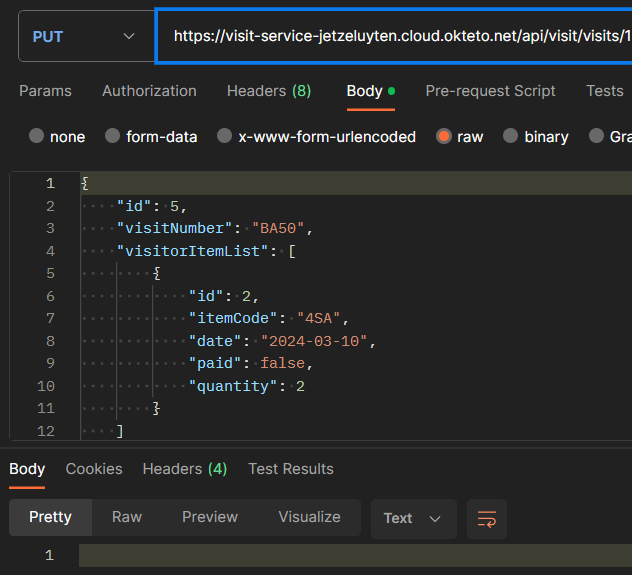 PUT https://visit-service-jetzeluyten.cloud.okteto.net/api/visit/visits/1
Params Authorization Headers (8) Body Pre-request Script Tests
none form-data x-www-form-urlencoded raw binary Gra
1 {
2 "id": 5,
3 "visitNumber": "BA50",
4 "visitorItemList": [
5 {
6 "id": 2,
7 "itemCode": "4SA",
8 "date": "2024-03-10",
9 "paid": false,
10 "quantity": 2
11 }
12 ]
Body Cookies Headers (4) Test Results
Pretty Raw Preview Visualize Text
1